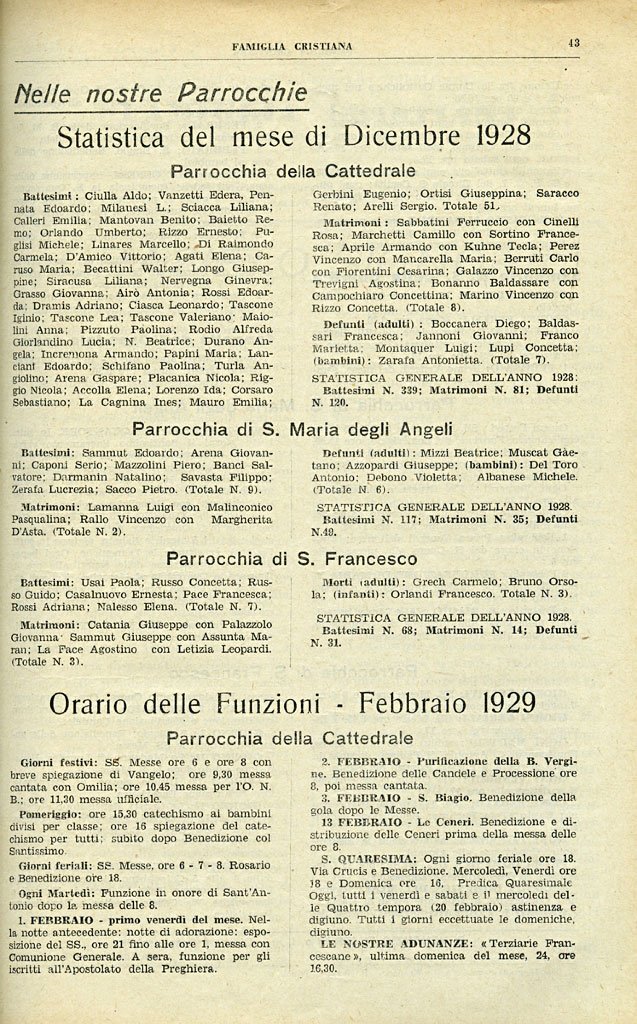 FAMIGLIA CRISTIANA
43
Nelle nostre Parrocchie
Statistica del mese di Dicembre 1928
Parrocchia della Cattedrale
Battesimi : Ciulla Aldo; Vanzetti Edera, Pen-
nata Edoardo; Milanesi L.; Sciacca Liliana;
Calleri Emilia; Mantovan Benito; Baietto Re-
mo; Orlando Umberto; Rizzo Ernesto; Pu-
glisi Michele; Linares Marcello; Di Raimondo
Carmela; D'Amico Vittorio; Agati Elena; Ca-
ruso Maria; Becattini Walter; Longo Giusep-
pine; Siracusa Liliana; Nervegna Ginevra;
Grasso Giovanna; Airò Antonia; Rossi Edoar-
da; Dramis Adriano; Ciasca Leonardo; Tascone
Iginio; Tascone Lea; Tascone Valeriano; Maio-
lini Anna; Pizzuto Paolina; Rodio Alfreda
Giorlandino Lucia; N. Beatrice; Durano An-
gela; Incremona Armando; Papini Maria; Lan-
ciani Edoardo; Schifano Paolina; Turla An-
giolino; Arena Gaspare; Placanica Nicola; Rig-
gio Nicola; Accolla Elena; Lorenzo Ida; Corsaro
Sebastiano; La Cagnina Ines; Mauro Emilia;
Gerbini Eugenio; Ortisi Giuseppina; Saracco
Renato; Arelli Sergio. Totale 51,
Matrimoni : Sabbatini Ferruccio con Cinelli
Rosa; Marchetti Camillo con Sortino France-
sca; Aprile Armando con Kuhne Tecla; Perez
Vincenzo con Mancarella Maria; Berruti Carlo
con Fiorentini Cesarina; Galazzo Vincenzo con
Trevigni Agostina; Bonanno Baldassare con
Campochiaro Concettina; Marino Vincenzo con
Rizzo Concetta. (Totale 8).
Defunti (adulti) : Boccanera Diego; Baldas-
sari Francesca; Jannoni Giovanni; Franco
Marietta; Montaquer Luigi; Lupi Concetta;
(bambini): Zarafa Antonietta. (Totale 7).
STATISTICA GENERALE DELL'ANNO 1928:
Battesimi N. 339; Matrimoni N. 81; Defunti
N. 120.
Parrocchia di S. Maria degli Angeli
Battesimi: Sammut Edoardo; Arena Giovan-
ni; Caponi Serio; Mazzolini Piero; Banci Sal-
vatore; Darmanin Natalino; Savasta Filippo;
Zerafa Lucrezia; Sacco Pietro. (Totale N. 9).
Matrimoni: Lamanna Luigi con Malinconico
Pasqualina; Rallo Vincenzo con Margherita
D'Asta. (Totale N. 2).
Defunti (adulti) : Mizzi Beatrice; Muscat Gae-
tano; Azzopardi Giuseppe; (bambini) : Del Toro
Antonio; Debono Violetta; Albanese Michele.
(Totale N. 6).
STATISTICA GENERALE DELL'ANNO 1928.
Battesimi N. 117; Matrimoni N. 35; Defunti
N.49.
Parrocchia di S. Francesco
Battesimi: Usai Paola; Russo Concetta; Rus-
so Guido; Casalnuovo Ernesta; Pace Francesca;
Rossi Adriana; Nalesso Elena. (Totale N. 7).
Matrimoni: Catania Giuseppe con Palazzolo
Giovanna Sammut Giuseppe con Assunta Ma-
ran; La Face Agostino con Letizia Leopardi.
(Totale N. 3).
Morti (adulti) : Grech Carmelo; Bruno Orso-
la; (infanti) : Orlandi Francesco. Totale N. 3).
STATISTICA GENERALE DELL'ANNO 1928.
Battesimi N. 68; Matrimoni N. 14; Defunti
N. 31.
Orario delle Funzioni - Febbraio 1929
Parrocchia della Cattedrale
Giorni festivi: SS. Messe ore 6 e ore 8 con
breve spiegazione di Vangelo; ore 9,30 messa
cantata con Omilia; ore 10,45 messa per l'O. N.
B.; ore 11,30 messa ufficiale.
Pomeriggio: ore 15,30 catechismo ai bambini
divisi per classe; ore 16 spiegazione del cate-
chismo per tutti; subito dopo Benedizione col
Santissimo.
Giorni feriali: SS. Messe, ore 6 - 7 - 8. Rosario
e Benedizione ore 18.
Ogni Martedì: Funzione in onore di Sant'An-
tonio dopo la messa delle 8.
1. FEBBRAIO - primo venerdì del mese. Nel-
la notte antecedente: notte di adorazione: espo-
sizione del SS., ore 21 fino alle ore 1, messa con
Comunione Generale. A sera, funzione per gli
iscritti all'Apostolato della Preghiera.
2. FEBBRAIO - Purificazione della B. Vergi-
ne. Benedizione delle Candele e Processione ore
8, poi messa cantata.
3. FEBBRAIO - S. Biagio. Benedizione della
gola dopo le Messe.
13 FEBBRAIO - Le Ceneri. Benedizione e di-
stribuzione delle Ceneri prima della messa delle
ore 8.
S. QUARESIMA: Ogni giorno feriale ore 18.
Via Crucis e Benedizione. Mercoledì, Venerdì ore
18 e Domenica ore 16, Predica Quaresimale
Oggi, tutti i venerdì e sabati e il mercoledì del-
le Quattro tempora (20 febbraio) astinenza e
digiuno. Tutti i giorni eccettuate le domeniche,
digiuno.
LE NOSTRE ADUNANZE: «Terziarie Fran-
cescane», ultima domenica del mese, 24, ore
16,30.